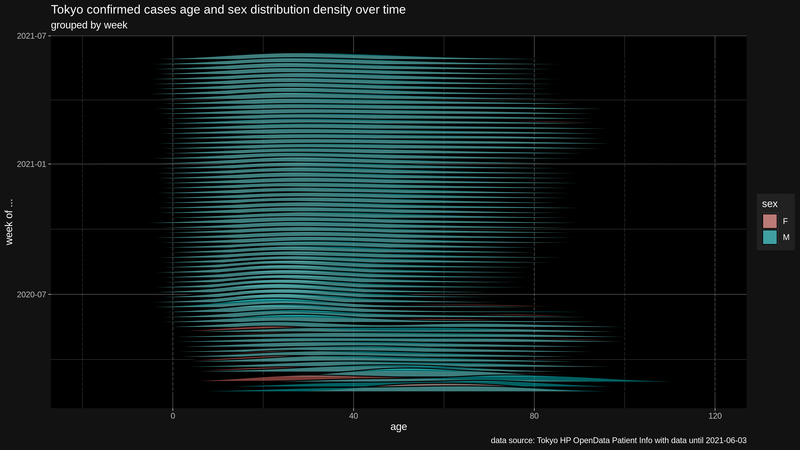 Tokyo confirmed cases age and sex distribution density over time
grouped by week
2021-07
2021-01
2020-07
week of ...
0
40
80
120
age
sex
F
M
data source: Tokyo HP OpenData Patient Info with data until 2021-06-03